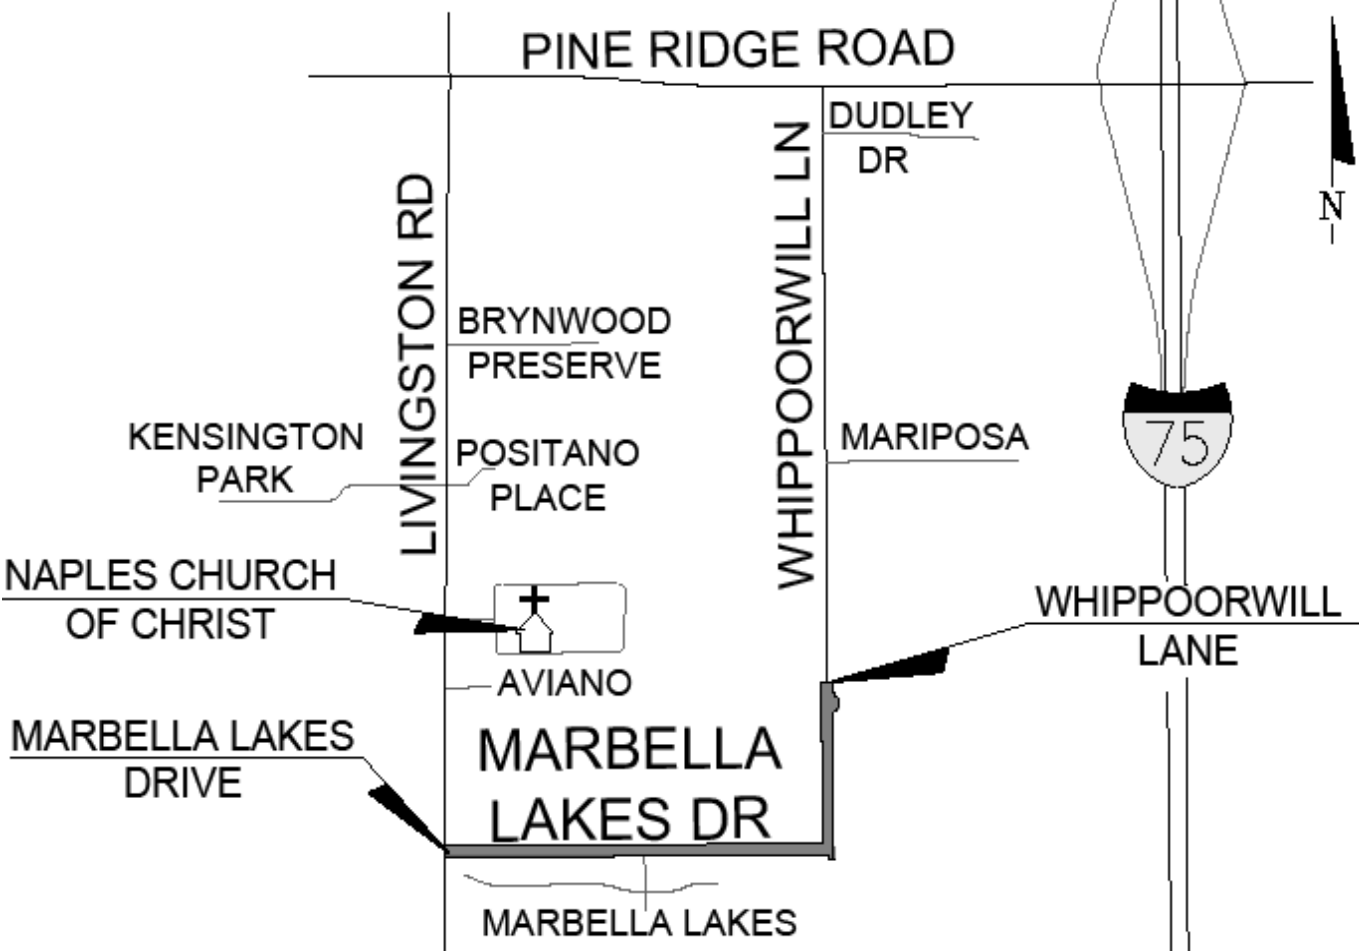 PINE RIDGE ROAD
DUDLEY
DR
N
LIVINGSTON RD
WHIPPOORWILL LN
BRYNWOOD
PRESERVE
KENSINGTON
PARK
POSITANO
PLACE
MARIPOSA
75
NAPLES CHURCH
OF CHRIST
WHIPPOORWILL
LANE
AVIANO
MARBELLA LAKES
DRIVE
MARBELLA
LAKES DR
MARBELLA LAKES